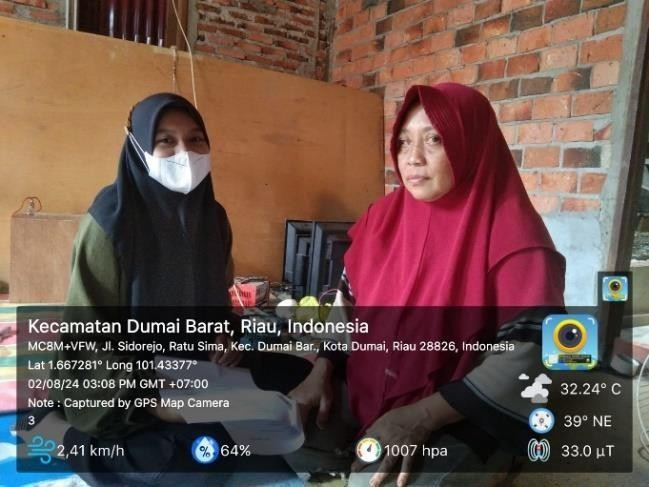 Kecamatan Dumai Barat, Riau, Indonesia
MC8M+VFW, Jl. Sidorejo, Ratu Sima, Kec. Dumai Bar., Kota Dumai, Riau 28826, Indonesia
Lat 1.667281° Long 101.43377°
02/08/24 03:08 PM GMT +07:00
Note : Captured by GPS Map Camera
3
32.24° C
39° NE
2,41 km/h
64%
1007 hpa
33.0 µT